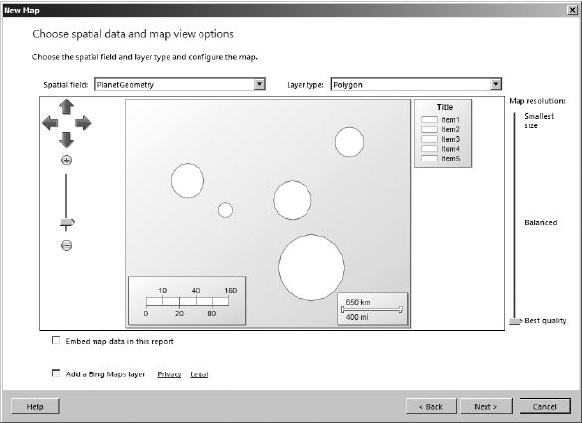 New Map
Choose spatial data and map view options
Choose the spatial field and layer type and configure the map.
Spatial field: PlanetGeometry Layer type: Polygon
Map resolution:
Title
Item1
Item2
Item3
Item4
Item5
Smallest
size
Balanced
Best quality
10 40 160
0 20 80
650 km
400 mi
Embed map data in this report
Add a Bing Maps layer Privacy Legal
Help < Back Next > Cancel